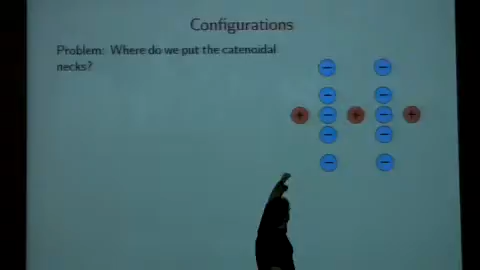 Configurations
Problem: Where do we put the catenoidal
necks?
− −
− −
+ − + − +
− −
− −